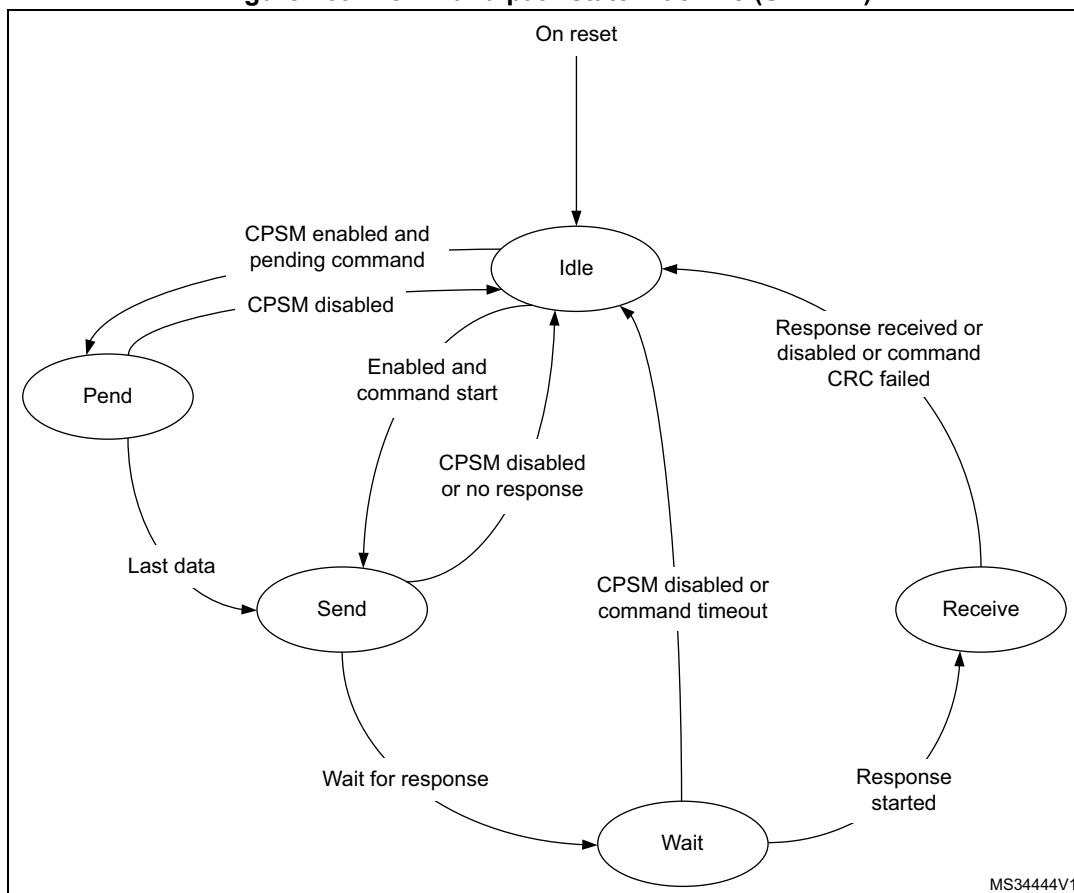 On reset
CPSM enabled and
pending command
Idle
CPSM disabled
Response received or
disabled or command
CRC failed
Enabled and
command start
Pend
CPSM disabled
or no response
Last data
CPSM disabled or
command timeout
Send
Receive
Wait for response
Response
started
Wait
MS34444V1